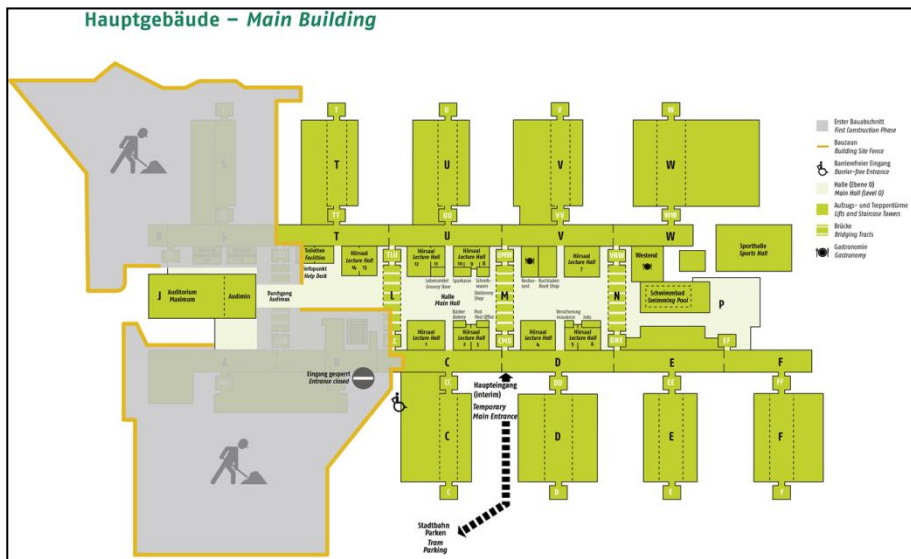 Hauptgebäude – Main Building
Erster Bauabschnitt
First Construction Phase
Bauzaun
Building Site Fence
Barrierefreier Eingang
Barrier-free Entrance
Halle (Ebene 0)
Main Hall (Level 0)
Aufzugs- und Treppentürme
Lifts and Staircase Towers
Brücke
Bridging Tracts
Gastronomie
Gastronomy
S
T
U
V
W
T
U
V
W
TT
UU
VV
WW
R
S
T
U
V
W
Toiletten
Facilities
Infopunkt
Help Desk
Hörsaal
Lecture Hall
14 13
TLU
Hörsaal
Lecture Hall
12 11
Hörsaal
Lecture Hall
10 9 8
UMV
Hörsaal
Lecture Hall
7
VNW
Westend
Sporthalle
Sports Hall
Lebensmittel
Grocery Store
Sparkasse
Schreib-
waren
Stationery
Shop
Restau-
rant
Buchladen
Book Shop
J
Auditorium
Maximum
Audimin
Durchgang
Audimax
L
Halle
Main Hall
M
N
Schwimmbad
Swimming Pool
P
Bäcker
Bakery
Post
Post Office
Versicherung
Insurance
Jobs
Hörsaal
Lecture Hall
1
Hörsaal
Lecture Hall
2 3
CMD
Hörsaal
Lecture Hall
4
Hörsaal
Lecture Hall
5 6
DNE
EF
A
B
C
D
E
F
Eingang gesperrt
Entrance closed
CC
DD
EE
FF
Haupteingang
(interim)
Temporary
Main Entrance
C
D
E
F
C
D
E
F
Stadtbahn
Parken
Tram
Parking